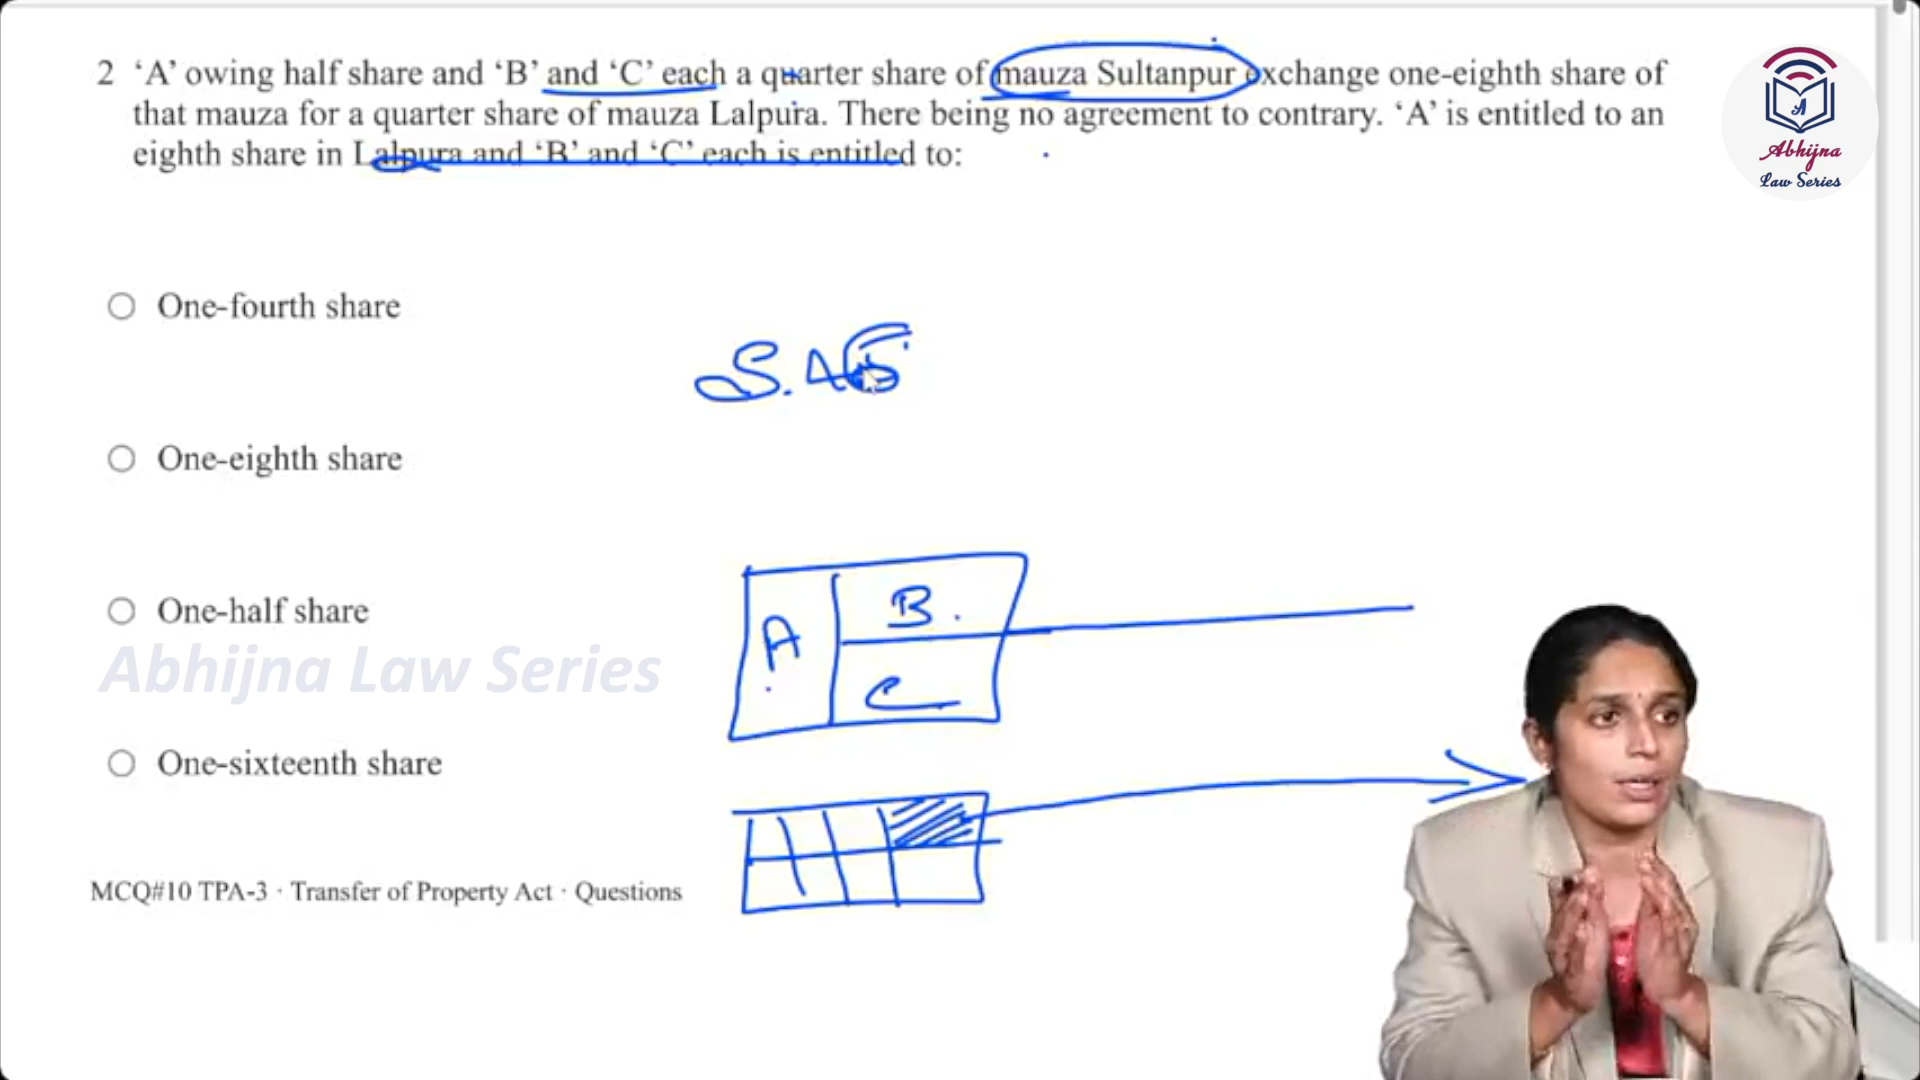 2 ‘A’ owing half share and ‘B’ and ‘C’ each a quarter share of mauza Sultanpur exchange one-eighth share of
that mauza for a quarter share of mauza Lalpura. There being no agreement to contrary. ‘A’ is entitled to an
eighth share in Lalpura and ‘B’ and ‘C’ each is entitled to:
A
Abhijna
Law Series
One-fourth share
One-eighth share
One-half share
One-sixteenth share
Abhijna Law Series
A
B.
C
MCQ#10 TPA-3 · Transfer of Property Act · Questions